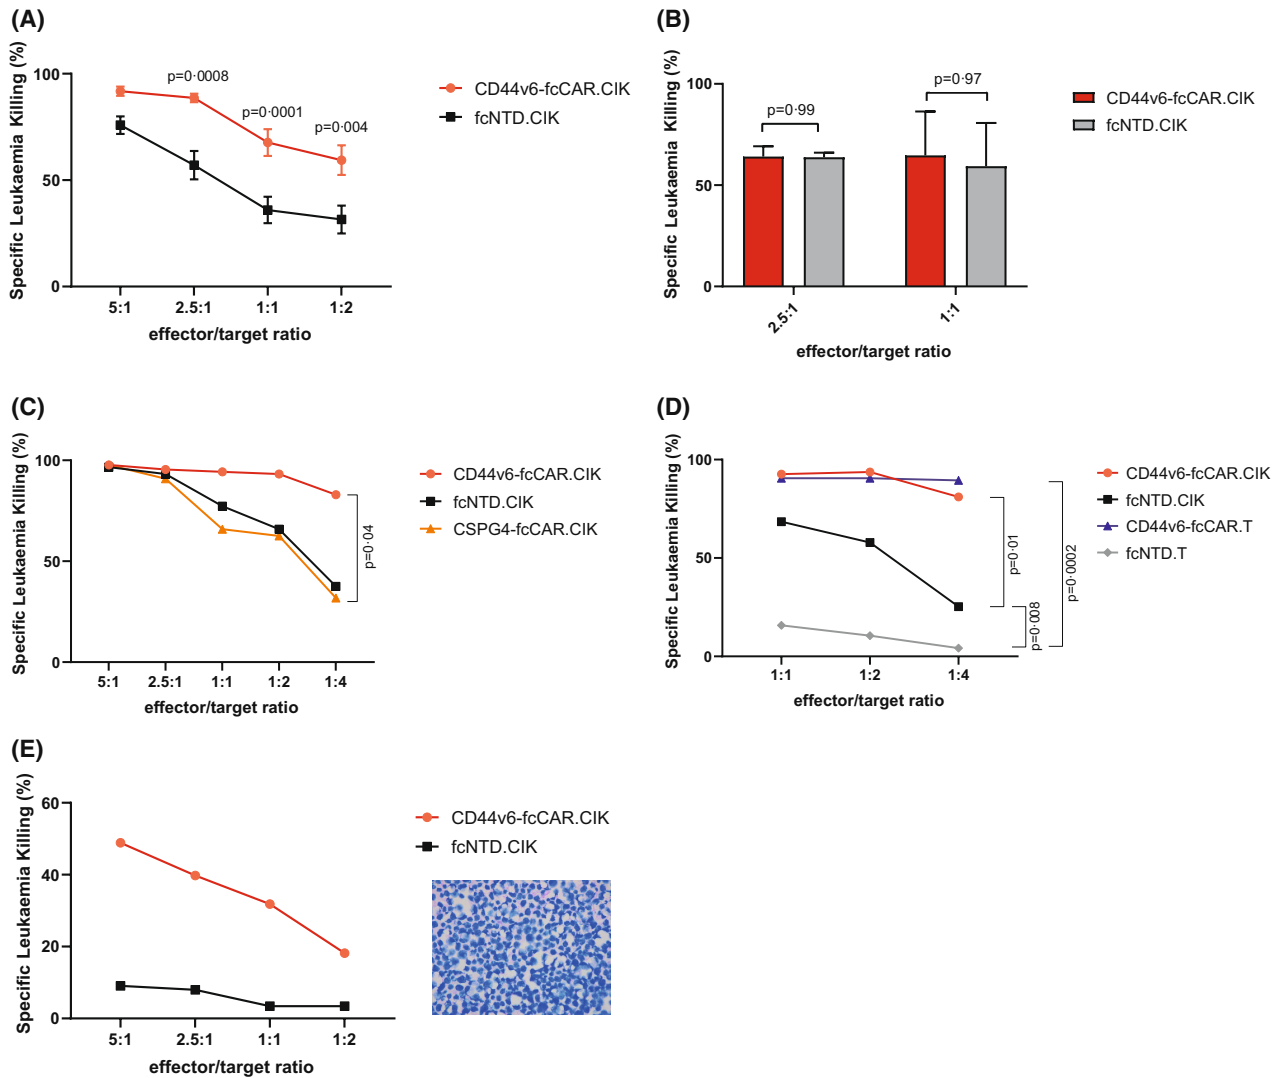 (A)
Specific Leukaemia Killing (%)
100
50
0
p=0·0008
p=0·0001
p=0·004
5:1 2.5:1 1:1 1:2
effector/target ratio
CD44v6-fcCAR.CIK
fcNTD.CIK
(B)
Specific Leukaemia Killing (%)
100
50
0
p=0·99
p=0·97
2.5:1 1:1
effector/target ratio
CD44v6-fcCAR.CIK
fcNTD.CIK
(C)
Specific Leukaemia Killing (%)
100
50
0
p=0·04
5:1 2.5:1 1:1 1:2 1:4
effector/target ratio
CD44v6-fcCAR.CIK
fcNTD.CIK
CSPG4-fcCAR.CIK
(D)
Specific Leukaemia Killing (%)
100
50
0
p=0·01
p=0·008
p=0·0002
1:1 1:2 1:4
effector/target ratio
CD44v6-fcCAR.CIK
fcNTD.CIK
CD44v6-fcCAR.T
fcNTD.T
(E)
Specific Leukaemia Killing (%)
60
40
20
0
5:1 2.5:1 1:1 1:2
effector/target ratio
CD44v6-fcCAR.CIK
fcNTD.CIK